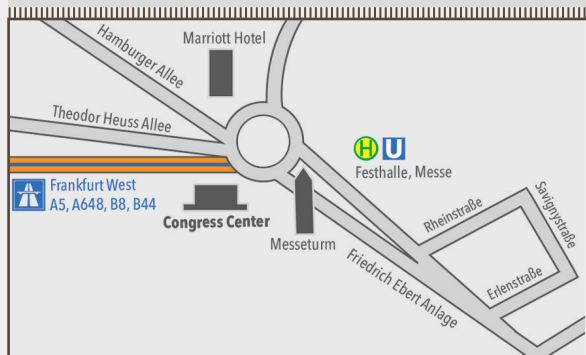 Hamburger Allee
Marriott Hotel
Theodor Heuss Allee
H U
Festhalle, Messe
Frankfurt West
A5, A648, B8, B44
Congress Center
Messeturm
Rheinstraße
Savignystraße
Erlenstraße
Friedrich Ebert Anlage